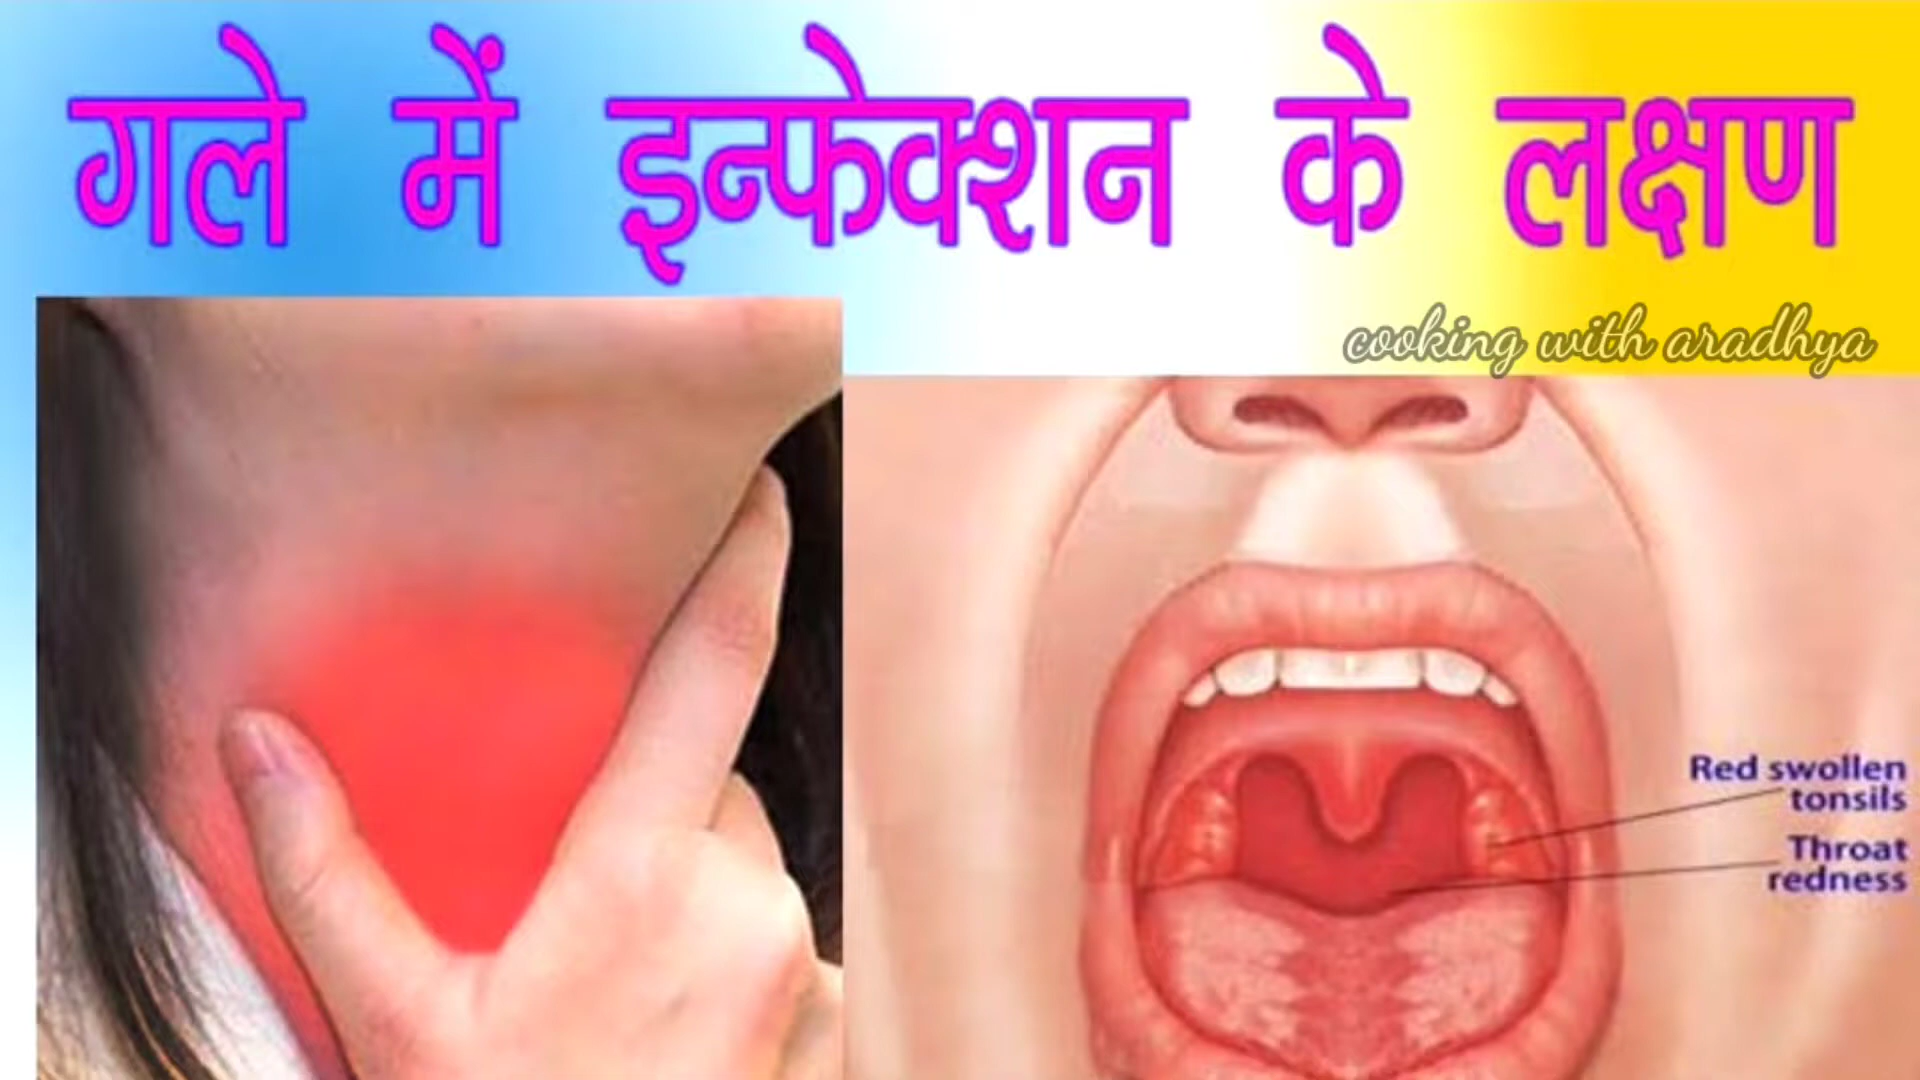 गले में इन्फेक्शन के लक्षण
cooking with aradhya
Red swollen
tonsils
Throat
redness